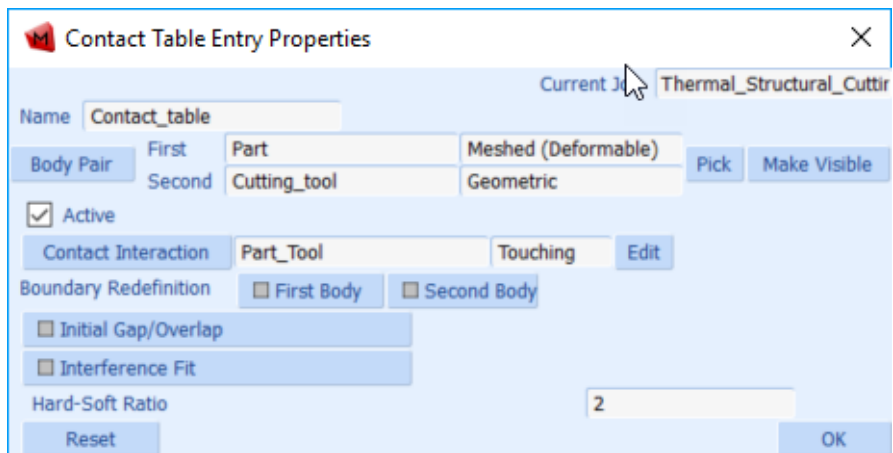 Contact Table Entry Properties
Current Thermal_Structural_Cuttin
Name Contact_table
Body Pair First Part Meshed (Deformable) Pick Make Visible
Second Cutting_tool Geometric
Active
Contact Interaction Part_Tool Touching Edit
Boundary Redefinition First Body Second Body
Initial Gap/Overlap
Interference Fit
Hard-Soft Ratio 2
Reset OK